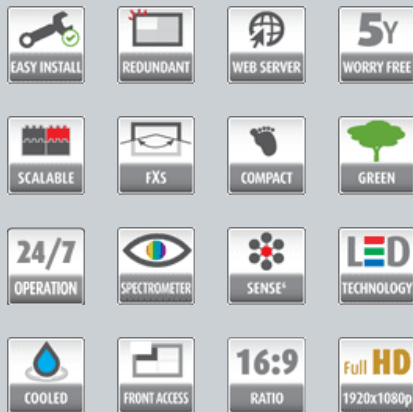 EASY INSTALL
REDUNDANT
WEB SERVER
5Y
WORRY FREE
SCALABLE
FXS
COMPACT
GREEN
24/7
OPERATION
SPECTROMETER
SENSE⁶
LED
TECHNOLOGY
COOLED
FRONT ACCESS
16:9
RATIO
Full HD
1920x1080p